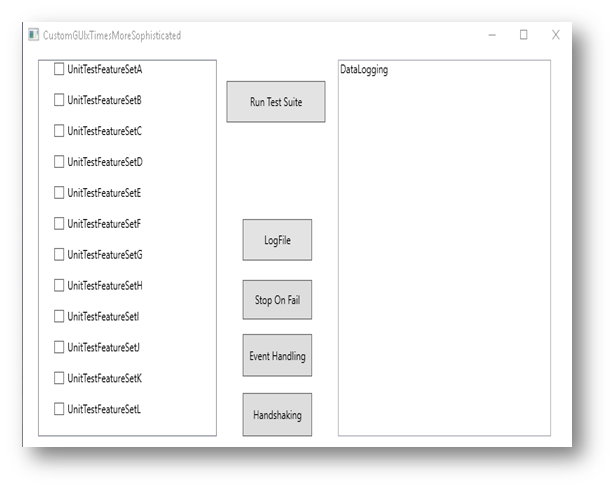 CustomGUIxTimesMoreSophisticated
UnitTestFeatureSetA
UnitTestFeatureSetB
UnitTestFeatureSetC
UnitTestFeatureSetD
UnitTestFeatureSetE
UnitTestFeatureSetF
UnitTestFeatureSetG
UnitTestFeatureSetH
UnitTestFeatureSetI
UnitTestFeatureSetJ
UnitTestFeatureSetK
UnitTestFeatureSetL
Run Test Suite
LogFile
Stop On Fail
Event Handling
Handshaking
DataLogging